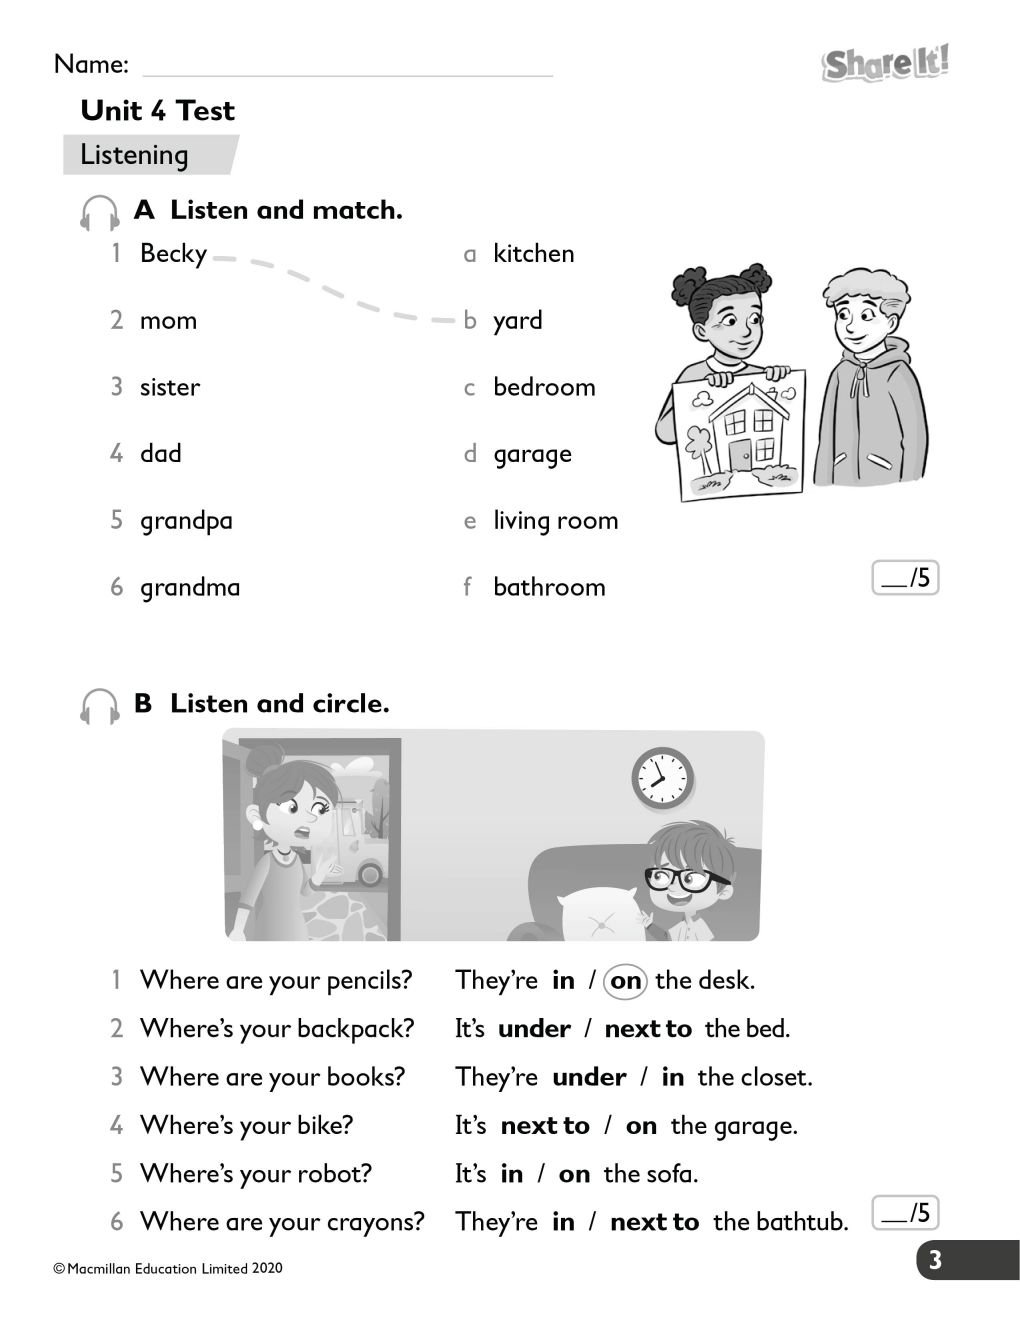 Name:
Share It!
Unit 4 Test
Listening
A Listen and match.
1 Becky
a kitchen
2 mom
b yard
3 sister
c bedroom
4 dad
d garage
5 grandpa
e living room
6 grandma
f bathroom
__/5
B Listen and circle.
1 Where are your pencils? They're in / on the desk.
2 Where's your backpack? It's under / next to the bed.
3 Where are your books? They're under / in the closet.
4 Where's your bike? It's next to / on the garage.
5 Where's your robot? It's in / on the sofa.
6 Where are your crayons? They're in / next to the bathtub.
__/5
© Macmillan Education Limited 2020
3